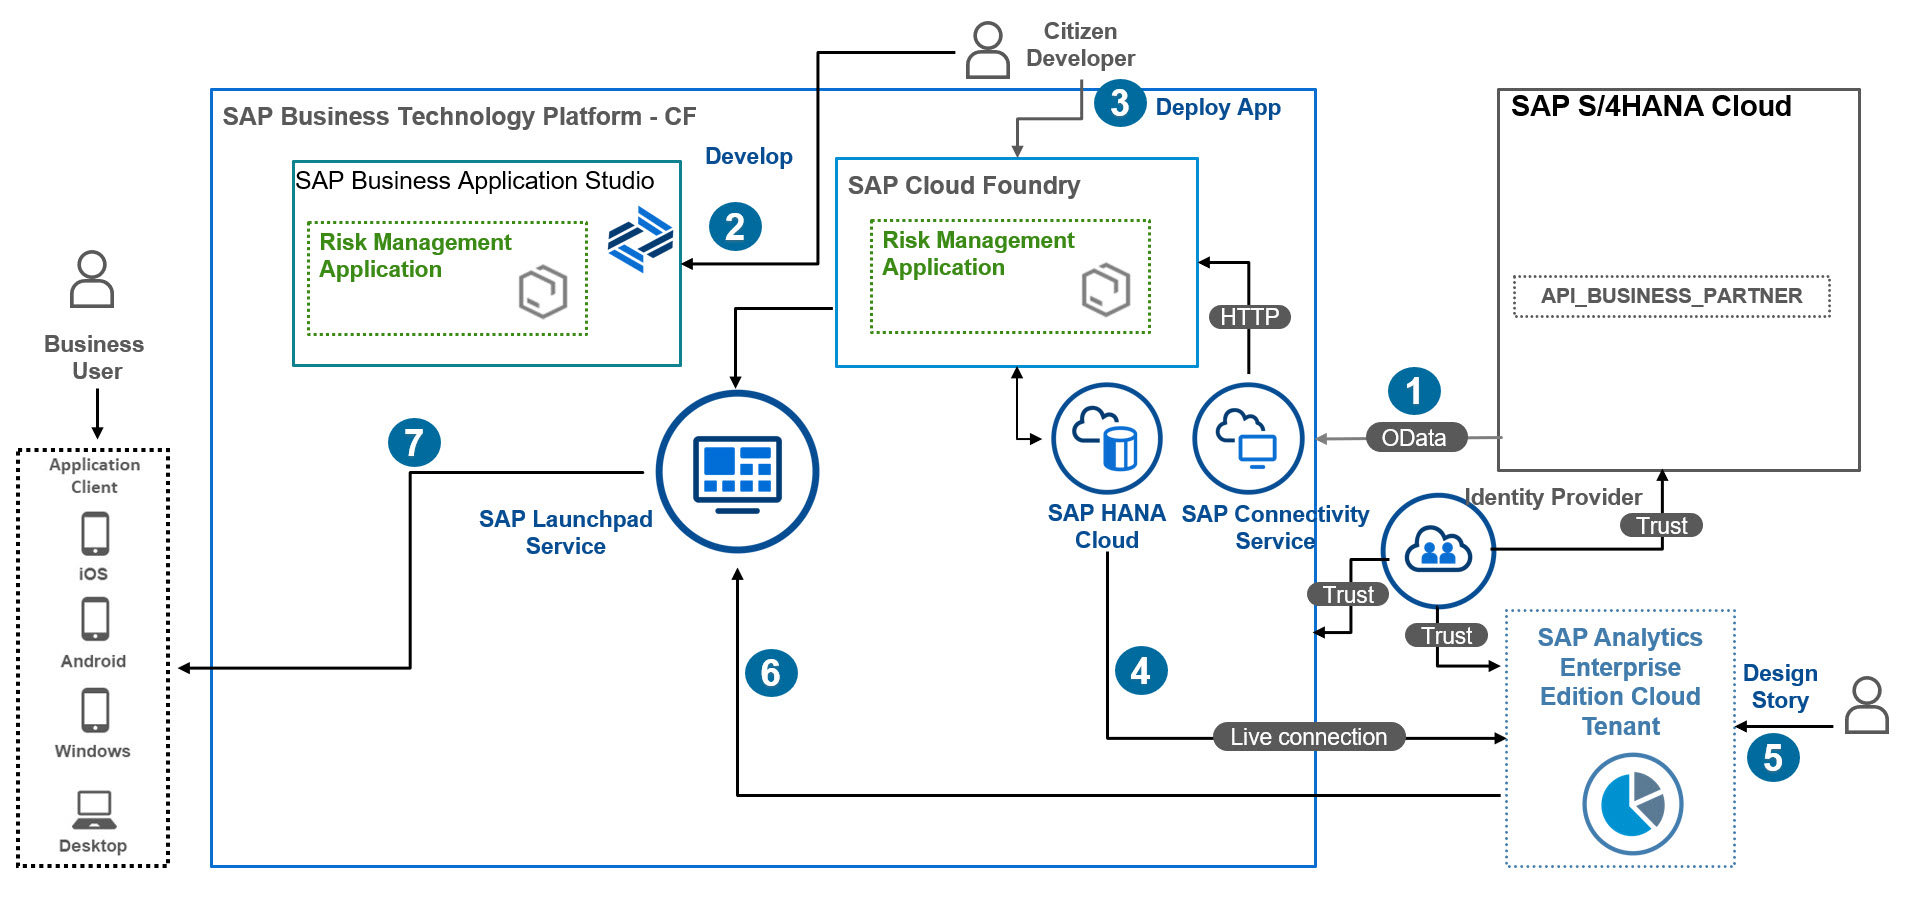 Citizen
Developer
3
Deploy App
SAP Business Technology Platform - CF
SAP S/4HANA Cloud
Develop
SAP Business Application Studio
SAP Cloud Foundry
2
Risk Management
Application
Risk Management
Application
API_BUSINESS_PARTNER
HTTP
Business
User
1
OData
7
Application
Client
SAP Launchpad
Service
SAP HANA
Cloud
SAP Connectivity
Service
Identity Provider
Trust
iOS
Trust
Trust
Android
SAP Analytics
Enterprise
Edition Cloud
Tenant
6
4
Design
Story
Live connection
5
Windows
Desktop